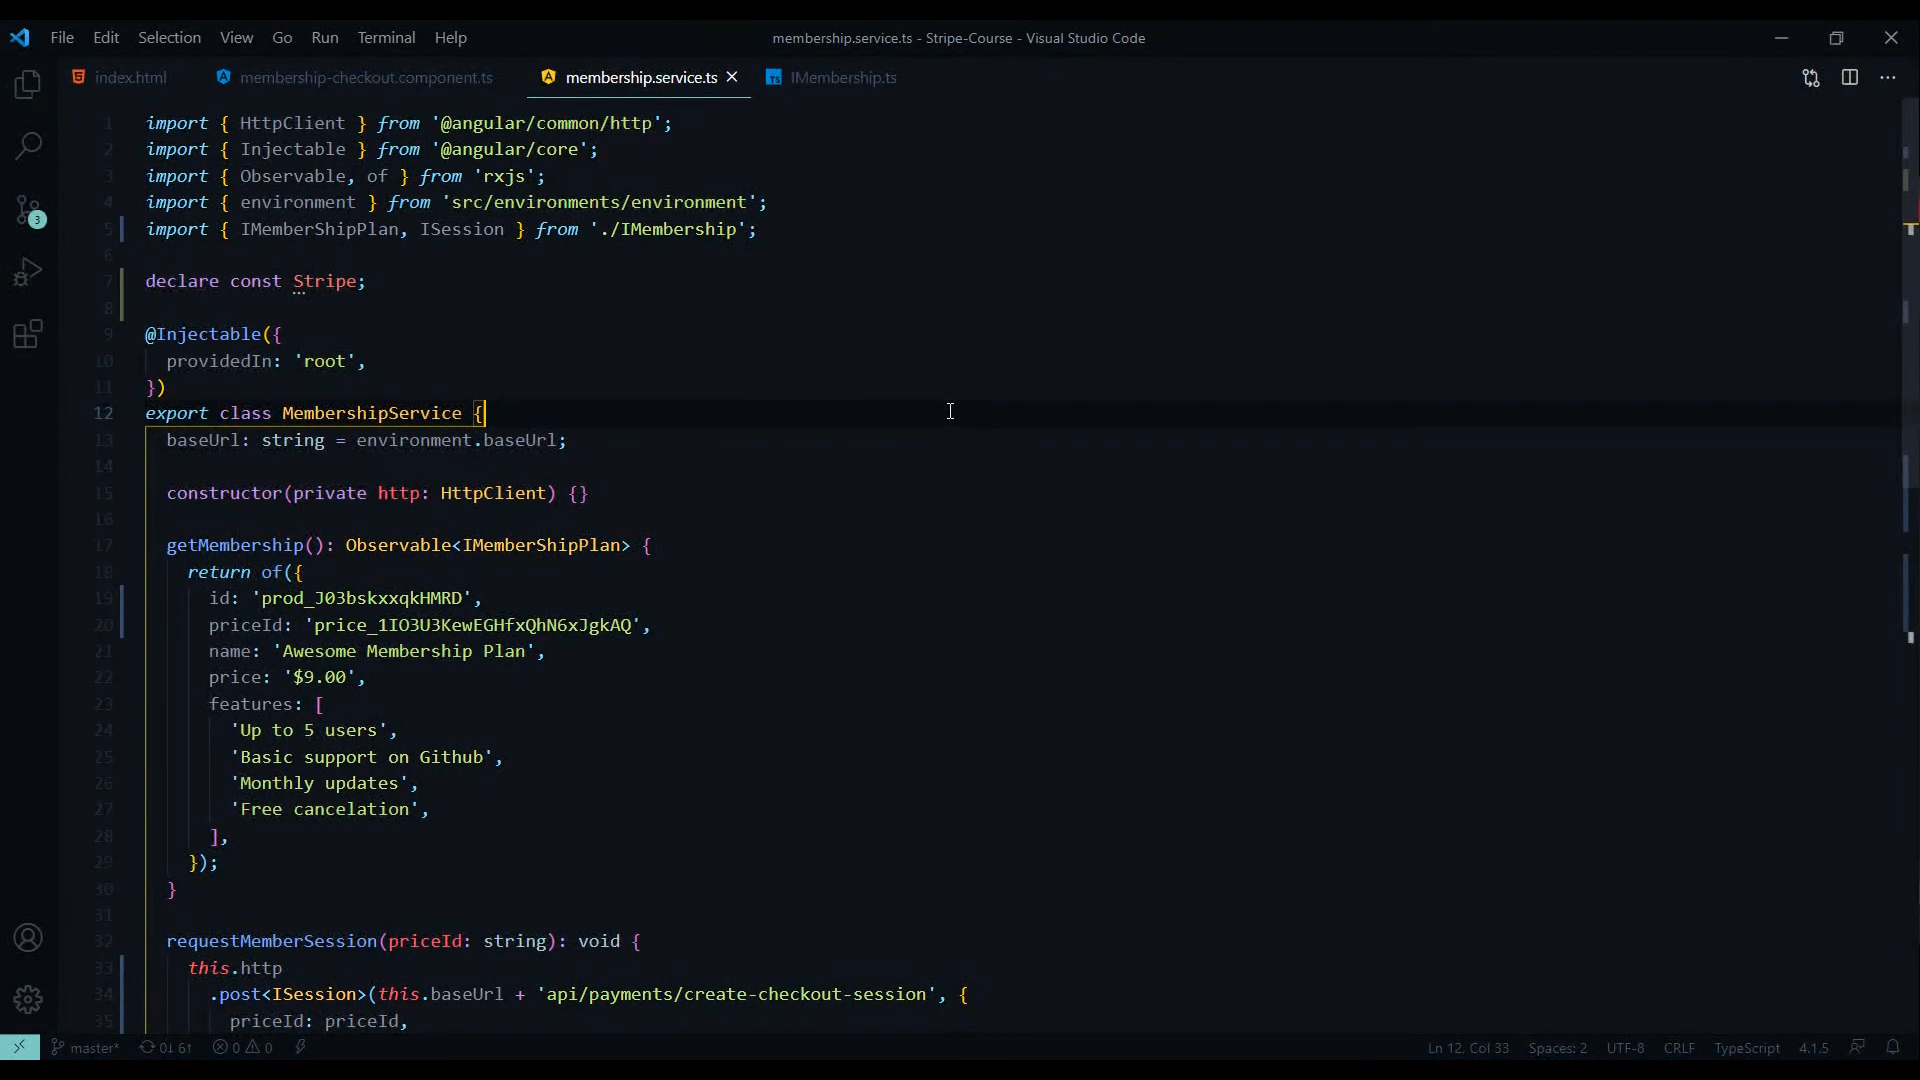 File Edit Selection View Go Run Terminal Help
membership.service.ts - Stripe-Course - Visual Studio Code
index.html
membership-checkout.component.ts
membership.service.ts
TS IMembership.ts
1 import { HttpClient } from '@angular/common/http';
2 import { Injectable } from '@angular/core';
3 import { Observable, of } from 'rxjs';
4 import { environment } from 'src/environments/environment';
5 import { IMemberShipPlan, ISession } from './IMembership';
6
7 declare const Stripe;
8
9 @Injectable({
10 providedIn: 'root',
11 })
12 export class MembershipService {
13 baseUrl: string = environment.baseUrl;
14
15 constructor(private http: HttpClient) {}
16
17 getMembership(): Observable<IMemberShipPlan> {
18 return of({
19 id: 'prod_J03bskxxqkHMRD',
20 priceId: 'price_1IO3U3KewEGHfxQhN6xJgkAQ',
21 name: 'Awesome Membership Plan',
22 price: '$9.00',
23 features: [
24 'Up to 5 users',
25 'Basic support on Github',
26 'Monthly updates',
27 'Free cancelation',
28 ],
29 });
30 }
31
32 requestMemberSession(priceId: string): void {
33 this.http
34 .post<ISession>(this.baseUrl + 'api/payments/create-checkout-session', {
35 priceId: priceId,
3
master* 0↓ 6↑ 0 0
Ln 12, Col 33 Spaces: 2 UTF-8 CRLF TypeScript 4.1.5